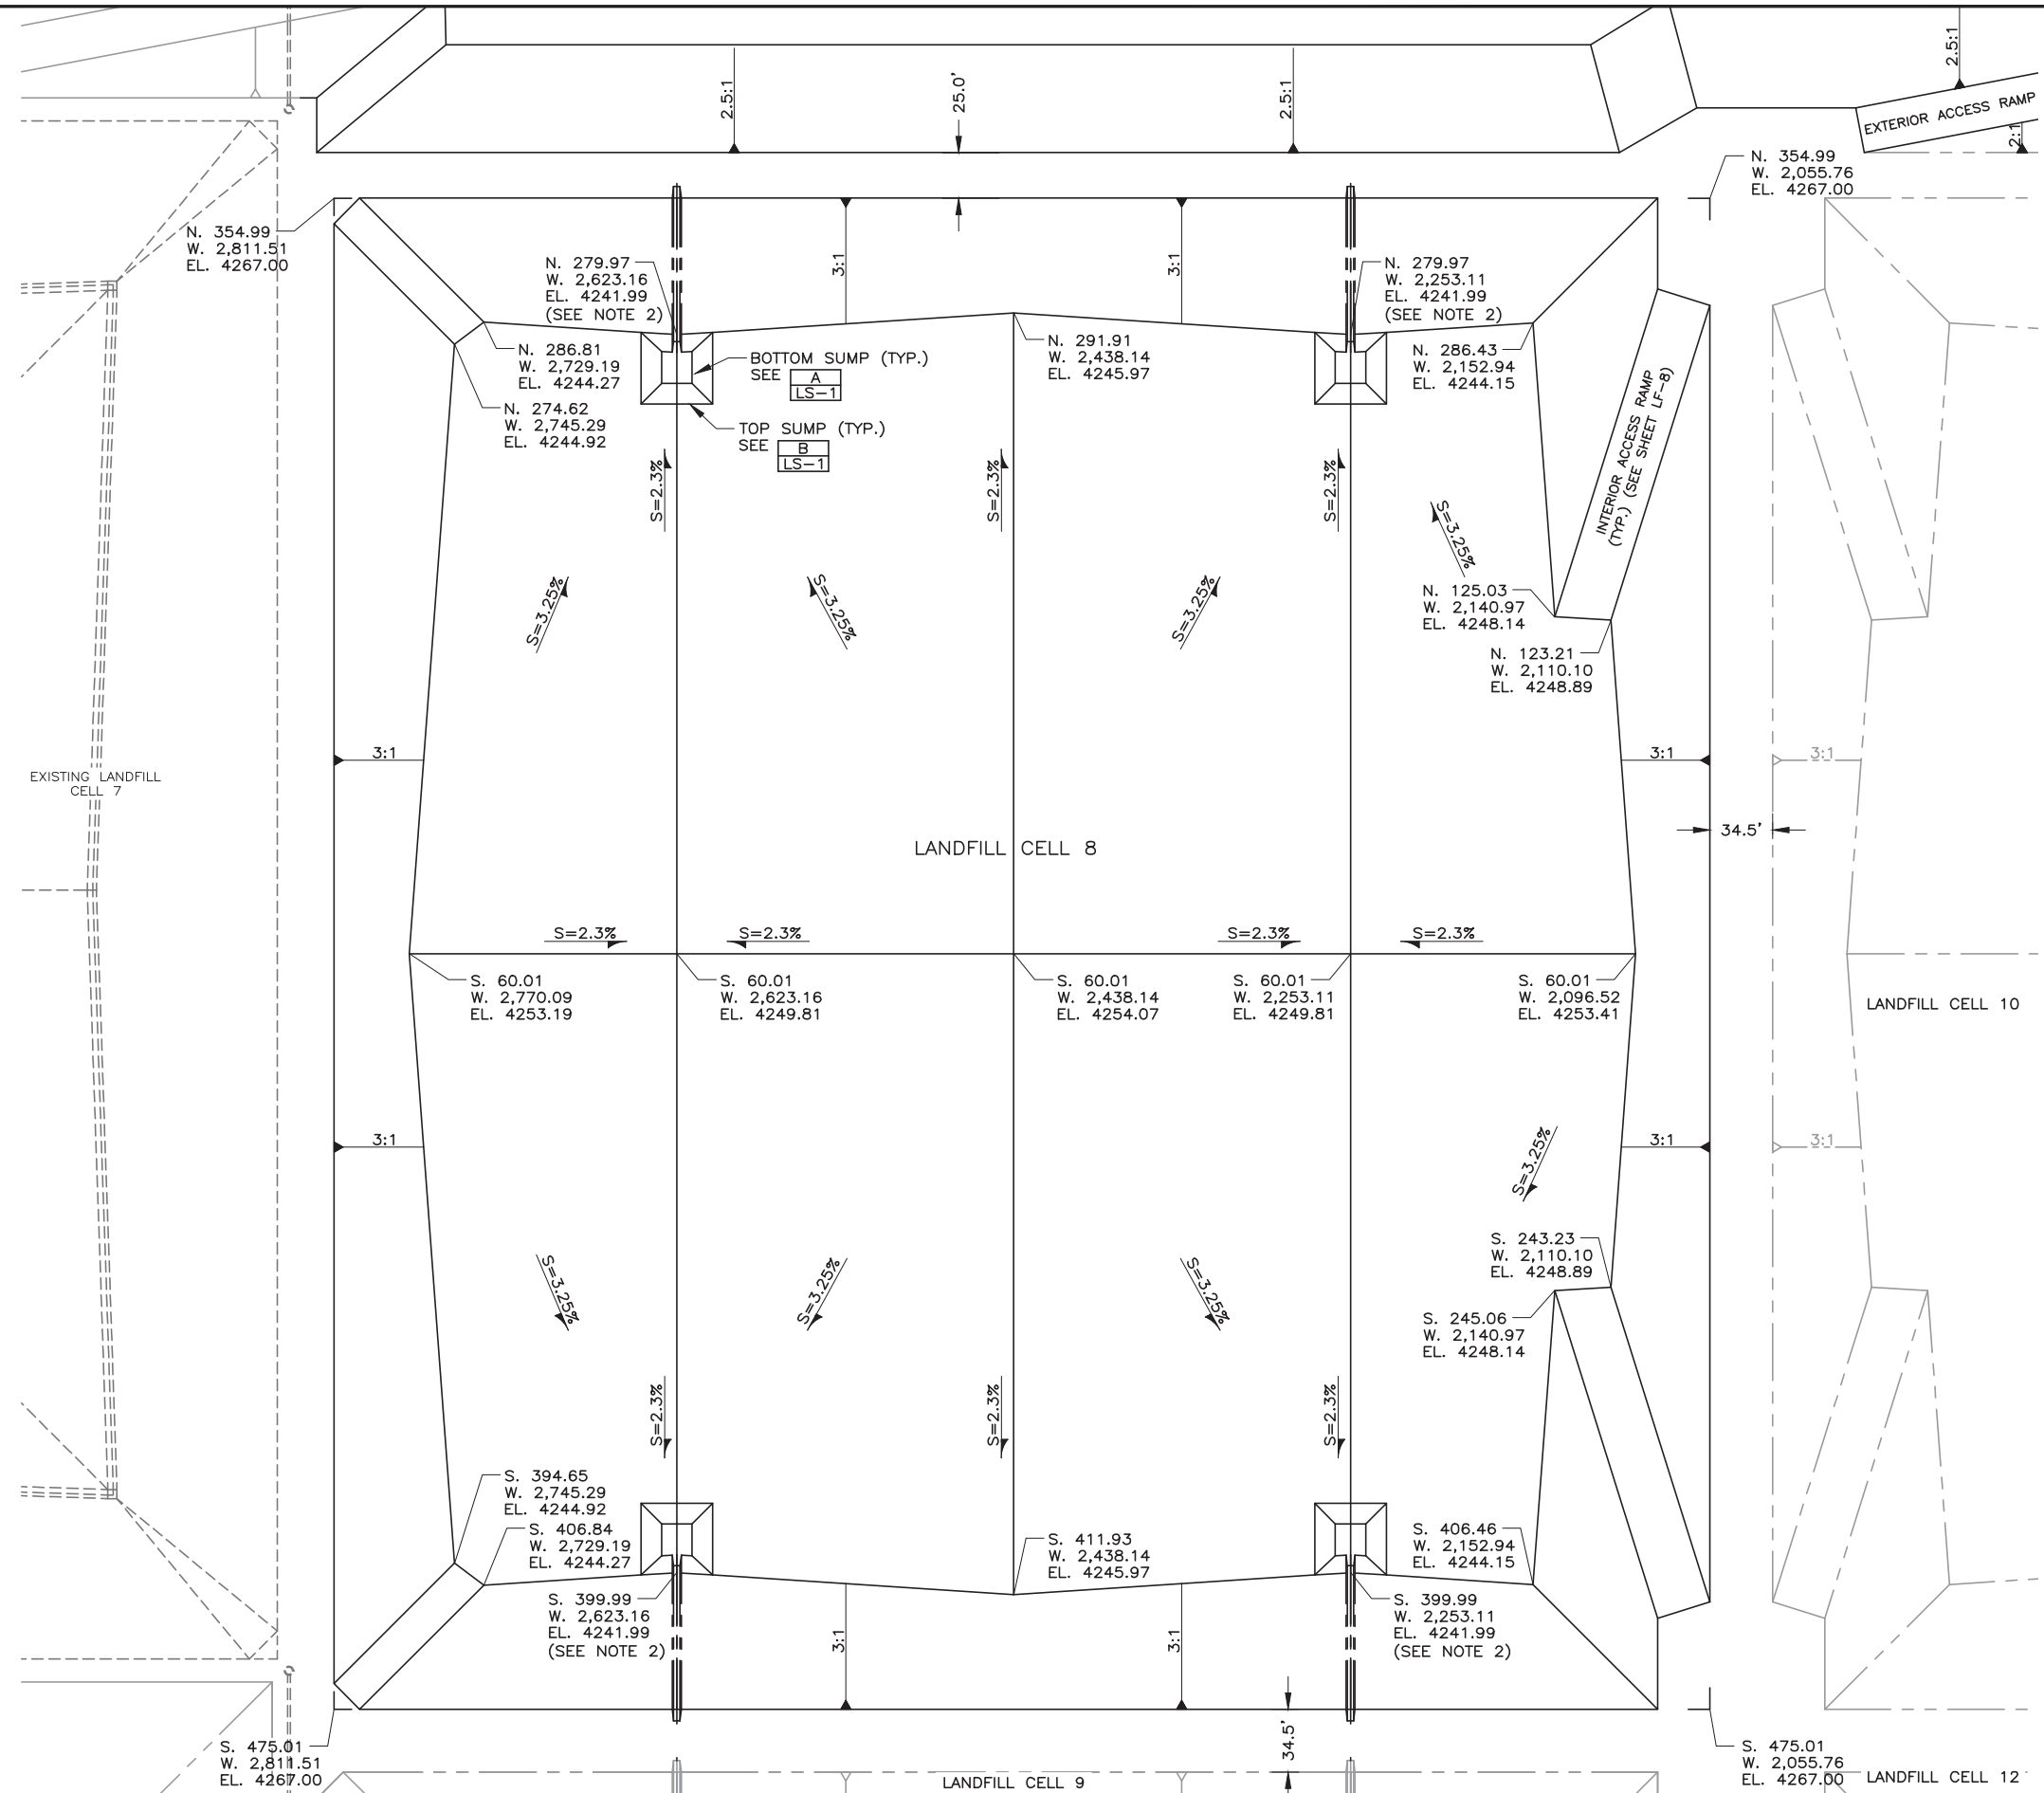 2.5:1
25.0'
2.5:1
2.5:1
EXTERIOR ACCESS RAMP
2:1
N. 354.99
W. 2,055.76
EL. 4267.00
N. 354.99
W. 2,811.51
EL. 4267.00
N. 279.97
W. 2,623.16
EL. 4241.99
(SEE NOTE 2)
3:1
3:1
N. 279.97
W. 2,253.11
EL. 4241.99
(SEE NOTE 2)
N. 286.81
W. 2,729.19
EL. 4244.27
BOTTOM SUMP (TYP.)
SEE A
LS-1
N. 291.91
W. 2,438.14
EL. 4245.97
N. 286.43
W. 2,152.94
EL. 4244.15
N. 274.62
W. 2,745.29
EL. 4244.92
TOP SUMP (TYP.)
SEE B
LS-1
INTERIOR ACCESS RAMP
(TYP.) (SEE SHEET LF-8)
S=2.3%
S=2.3%
S=2.3%
S=3.25%
S=3.25%
S=3.25%
S=3.25%
N. 125.03
W. 2,140.97
EL. 4248.14
N. 123.21
W. 2,110.10
EL. 4248.89
3:1
3:1
3:1
EXISTING LANDFILL
CELL 7
34.5'
LANDFILL CELL 8
S=2.3%
S=2.3%
S=2.3%
S=2.3%
S. 60.01
W. 2,770.09
EL. 4253.19
S. 60.01
W. 2,623.16
EL. 4249.81
S. 60.01
W. 2,438.14
EL. 4254.07
S. 60.01
W. 2,253.11
EL. 4249.81
S. 60.01
W. 2,096.52
EL. 4253.41
LANDFILL CELL 10
3:1
3:1
3:1
S=3.25%
S=3.25%
S=3.25%
S=3.25%
S. 243.23
W. 2,110.10
EL. 4248.89
S. 245.06
W. 2,140.97
EL. 4248.14
S=2.3%
S=2.3%
S=2.3%
S. 394.65
W. 2,745.29
EL. 4244.92
S. 406.84
W. 2,729.19
EL. 4244.27
S. 411.93
W. 2,438.14
EL. 4245.97
S. 406.46
W. 2,152.94
EL. 4244.15
S. 399.99
W. 2,623.16
EL. 4241.99
(SEE NOTE 2)
3:1
3:1
S. 399.99
W. 2,253.11
EL. 4241.99
(SEE NOTE 2)
34.5'
S. 475.01
W. 2,811.51
EL. 4267.00
S. 475.01
W. 2,055.76
EL. 4267.00
LANDFILL CELL 9
LANDFILL CELL 12